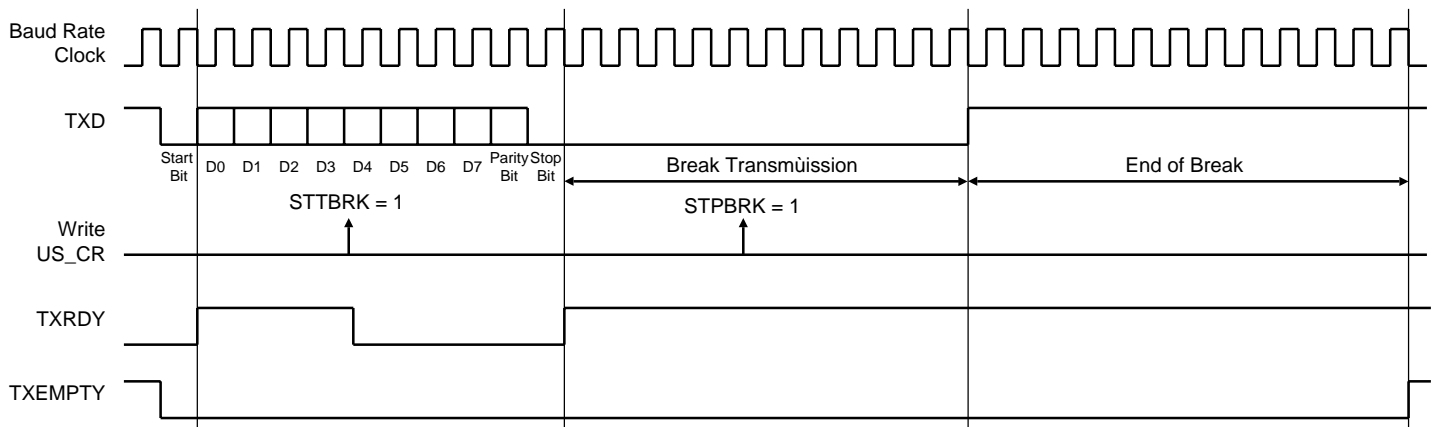 Baud Rate
Clock
TXD
Start
Bit
D0 D1 D2 D3 D4 D5 D6 D7
Parity
Bit
Stop
Bit
Break Transmùission
End of Break
STTBRK = 1
STPBRK = 1
Write
US_CR
TXRDY
TXEMPTY